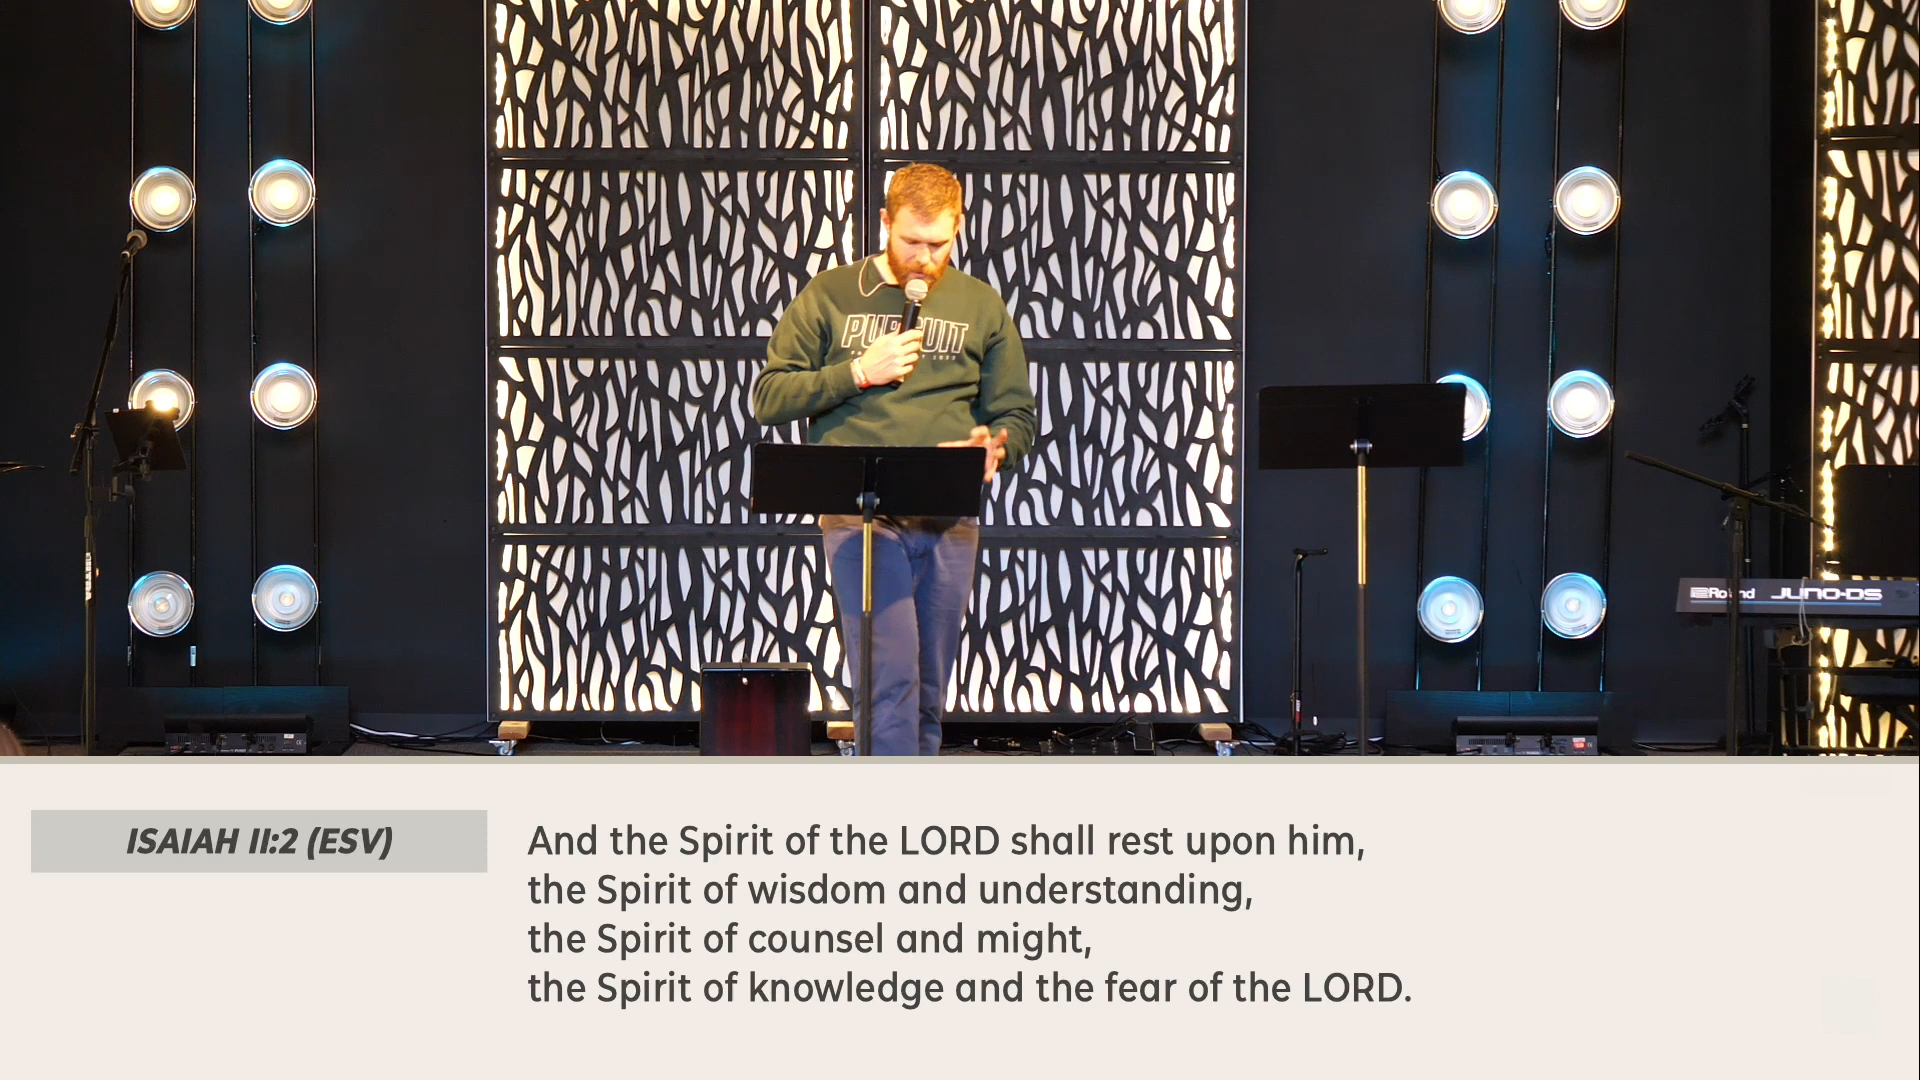 PURSUIT
Roland JUNO-DS
ISAIAH 11:2 (ESV)
And the Spirit of the LORD shall rest upon him,
the Spirit of wisdom and understanding,
the Spirit of counsel and might,
the Spirit of knowledge and the fear of the LORD.